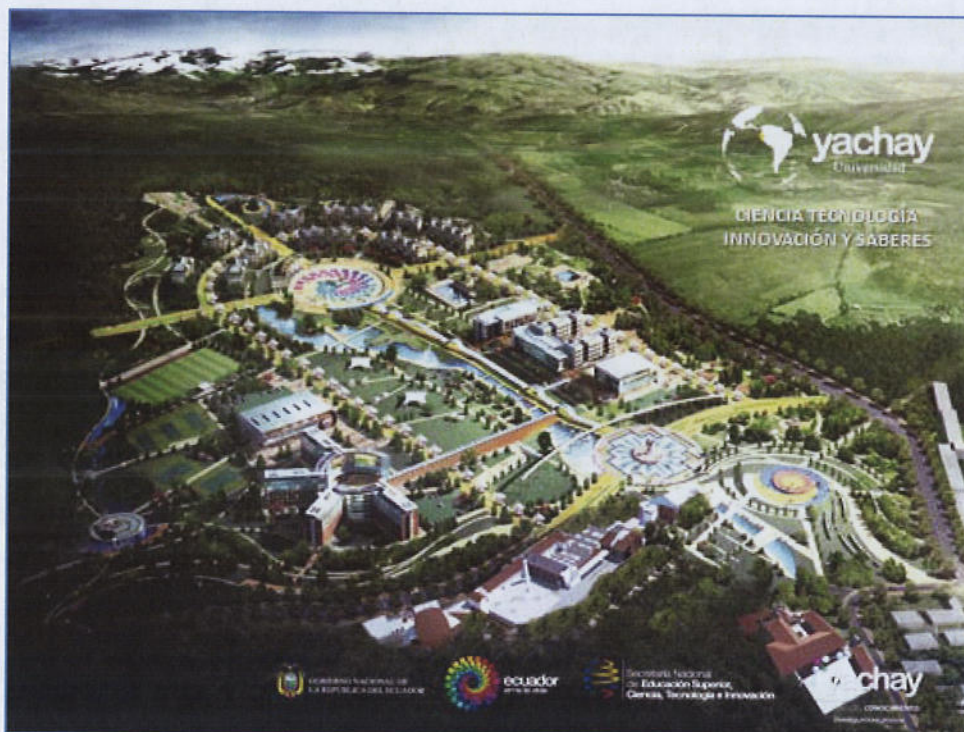 yachay
Universidad
CIENCIA TECNOLOGÍA
INNOVACIÓN Y SABERES
GOBIERNO NACIONAL DE
LA REPÚBLICA DEL ECUADOR
ecuador
Secretaría Nacional
de Educación Superior,
Ciencia, Tecnología e Innovación
yachay
CONOCIMIENTO